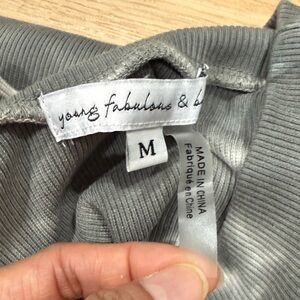 young fabulous &
M
MADE IN CHINA
Fabriqué en Chine